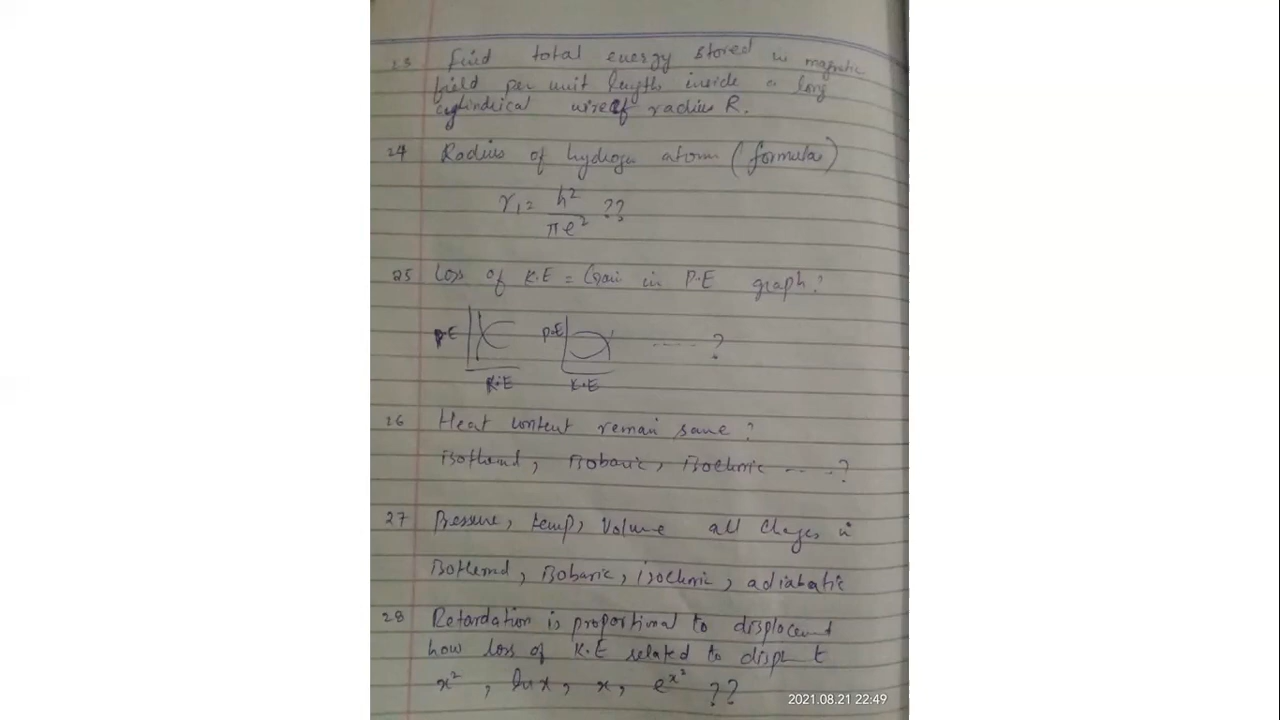 23 Find total energy stored in magnetic
field per unit length inside a long
cylindrical wire of radius R.
24 Radius of hydrogen atom (formula)
r₁ = h²/πe² ??
25 Loss of K.E = Gain in P.E graph?
P.E P.E ..... ?
K.E K.E
26 Heat content remain same?
Isothermal, Isobaric, Isochoric ....?
27 Pressure, temp, Volume all changes in
Isothermal, Isobaric, isochoric, adiabatic
28 Retardation is proportional to displacement
how loss of K.E related to displ
x², ln x, x, e^x² ??
2021.08.21 22:49